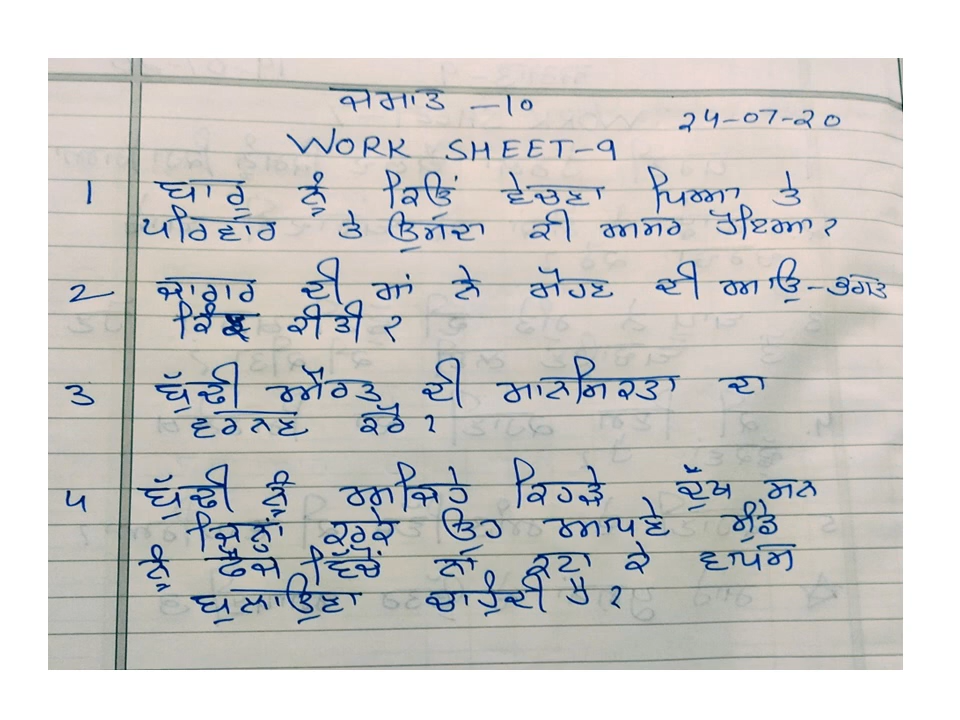 ਜਮਾਤ -10
24-07-20
WORK SHEET-9
1 ਬਾਰੂ ਨੂੰ ਕਿਉਂ ਵੇਚਣਾ ਪਿਆ ਤੇ
ਪਰਿਵਾਰ ਤੇ ਉਸਦਾ ਕੀ ਅਸਰ ਹੋਇਆ?
2 ਜਾਗਰ ਦੀ ਮਾਂ ਨੇ ਸੋਹਣ ਦੀ ਆਉ-ਭਗਤ
ਕਿੰਝ ਕੀਤੀ?
3 ਬੁੱਢੀ ਔਰਤ ਦੀ ਮਾਨਸਿਕਤਾ ਦਾ
ਵਰਨਣ ਕਰੋ?
4 ਬੁੱਢੀ ਨੂੰ ਅਜਿਹੇ ਕਿਹੜੇ ਦੁੱਖ ਸਨ
ਜਿਨ੍ਹਾਂ ਕਰਕੇ ਉਹ ਆਪਣੇ ਮੁੰਡੇ
ਨੂੰ ਫੌਜ ਵਿੱਚੋਂ ਨਾਂ ਕਟਾ ਕੇ ਵਾਪਸ
ਬੁਲਾਉਣਾ ਚਾਹੁੰਦੀ ਹੈ?